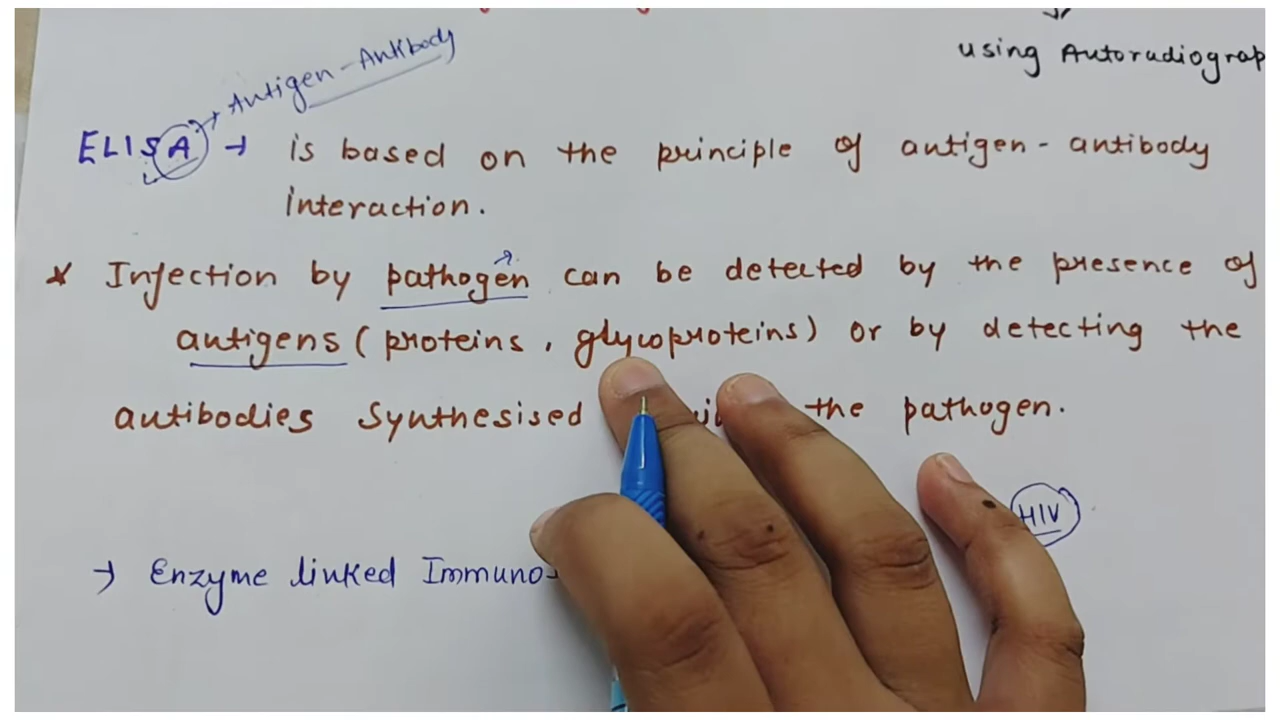 using Autoradiograp
Antigen-Antibody
ELISA → is based on the principle of antigen - antibody
interaction.
* Infection by pathogen can be detected by the presence of
antigens (proteins, glycoproteins) or by detecting the
antibodies synthesised the pathogen.
HIV
→ Enzyme linked Immuno-